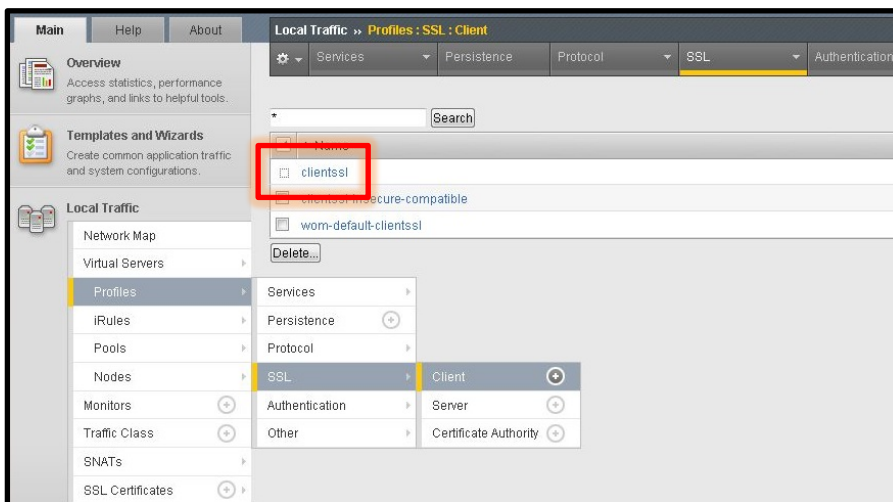 Main Help About
Local Traffic » Profiles : SSL : Client
Services Persistence Protocol SSL Authentication
Overview
Access statistics, performance
graphs, and links to helpful tools.
* Search
Templates and Wizards
Create common application traffic
and system configurations.
Name
clientssl
clientssl-insecure-compatible
wom-default-clientssl
Delete...
Local Traffic
Network Map
Virtual Servers
Profiles
iRules
Pools
Nodes
Monitors
Traffic Class
SNATs
SSL Certificates
Services
Persistence
Protocol
SSL
Authentication
Other
Client
Server
Certificate Authority